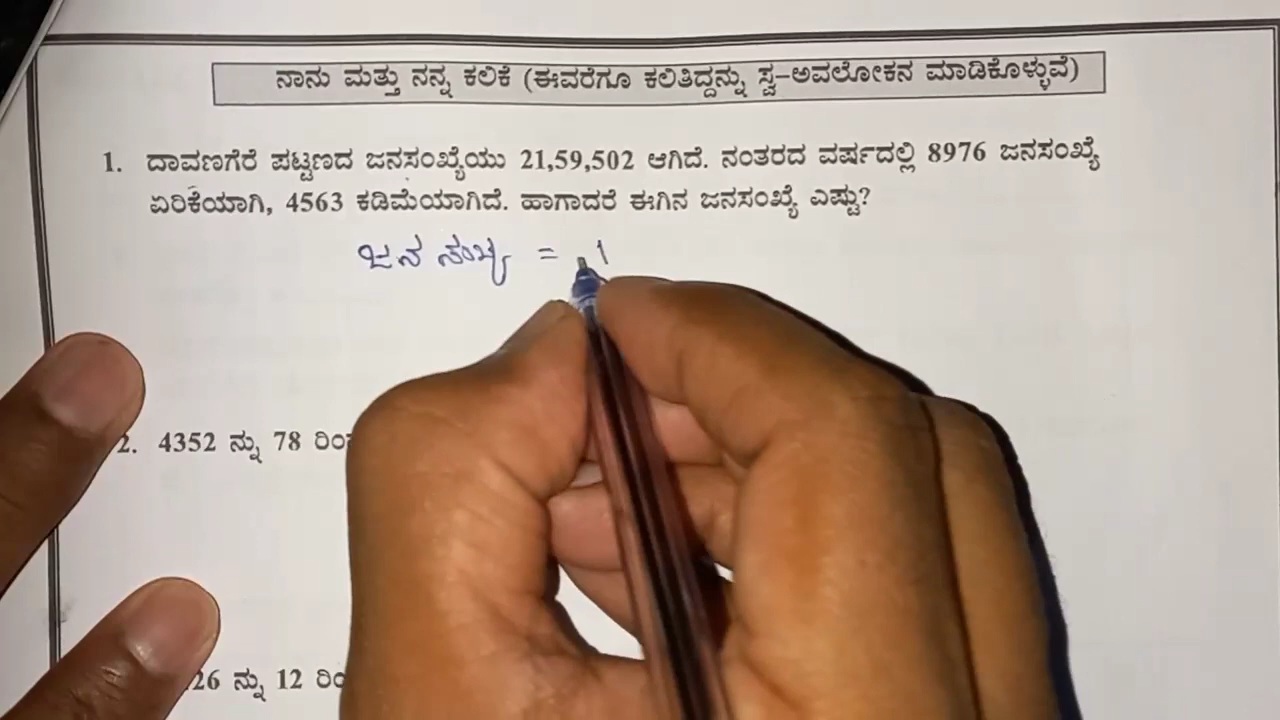 ನಾನು ಮತ್ತು ನನ್ನ ಕಲಿಕೆ (ಈವರೆಗೂ ಕಲಿತಿದ್ದನ್ನು ಸ್ವ-ಅವಲೋಕನ ಮಾಡಿಕೊಳ್ಳುವೆ)
1. ದಾವಣಗೆರೆ ಪಟ್ಟಣದ ಜನಸಂಖ್ಯೆಯು 21,59,502 ಆಗಿದೆ. ನಂತರದ ವರ್ಷದಲ್ಲಿ 8976 ಜನಸಂಖ್ಯೆ
ಏರಿಕೆಯಾಗಿ, 4563 ಕಡಿಮೆಯಾಗಿದೆ. ಹಾಗಾದರೆ ಈಗಿನ ಜನಸಂಖ್ಯೆ ಎಷ್ಟು?
ಜನ ಸಂಖ್ಯ =
2. 4352 ನ್ನು 78
26 ನ್ನು 12